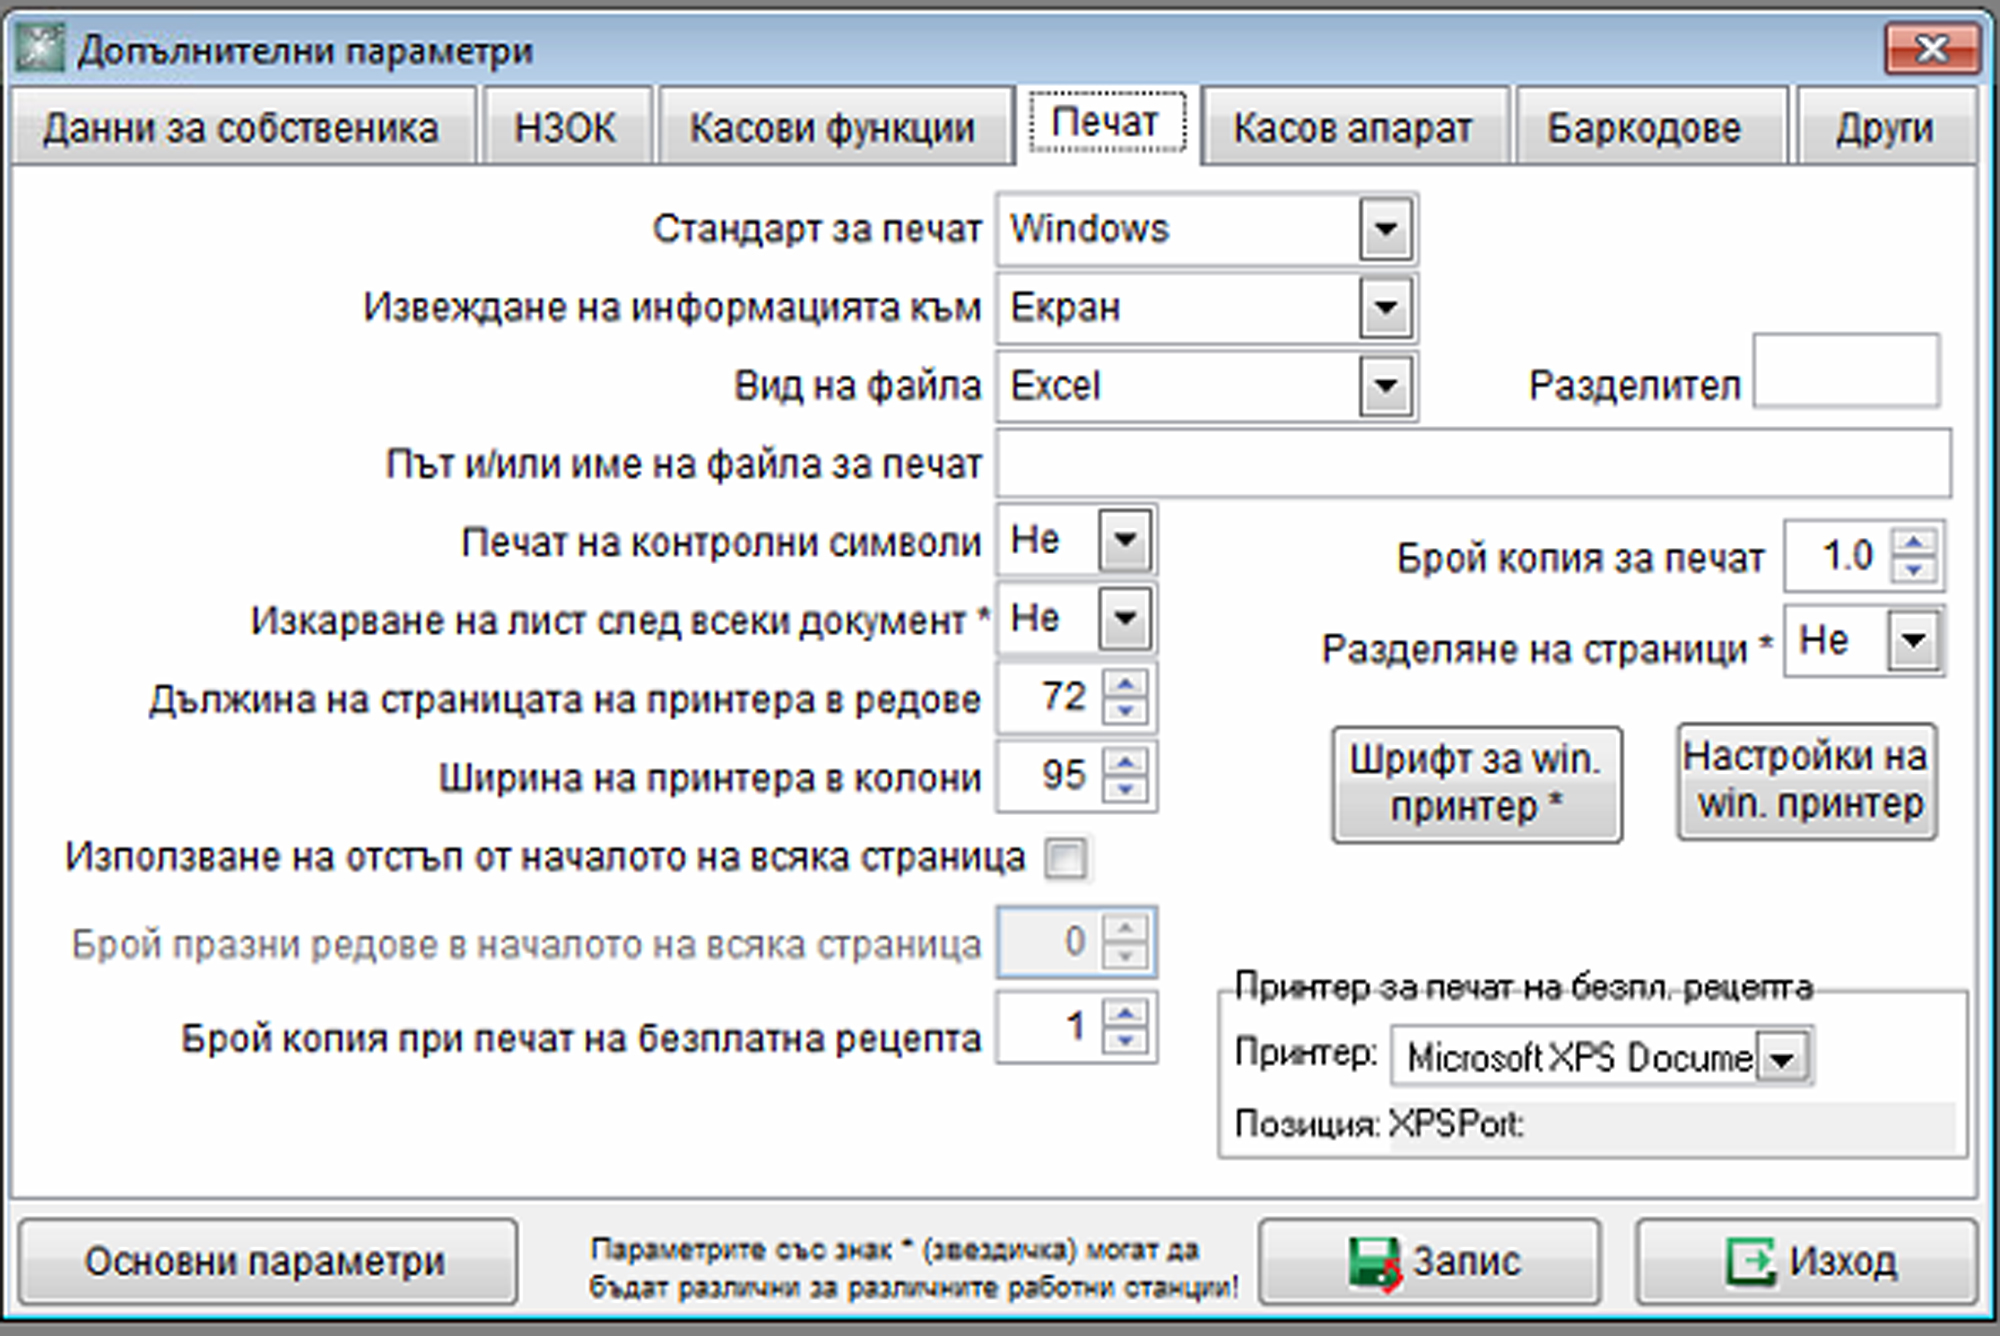 Допълнителни параметри
Данни за собственика
НЗОК
Касови функции
Печат
Касов апарат
Баркодове
Други
Стандарт за печат Windows
Извеждане на информацията към Екран
Вид на файла Excel
Разделител
Път и/или име на файла за печат
Печат на контролни символи Не
Брой копия за печат 1.0
Изкарване на лист след всеки документ * Не
Разделяне на страници * Не
Дължина на страницата на принтера в редове 72
Ширина на принтера в колони 95
Шрифт за win.
принтер *
Настройки на
win. принтер
Използване на отстъп от началото на всяка страница
Брой празни редове в началото на всяка страница 0
Брой копия при печат на безплатна рецепта 1
Принтер за печат на безпл. рецепта
Принтер: Microsoft XPS Docume
Позиция: XPSPort:
Основни параметри
Параметрите със знак * (звездичка) могат да
бъдат различни за различните работни станции!
Запис
Изход